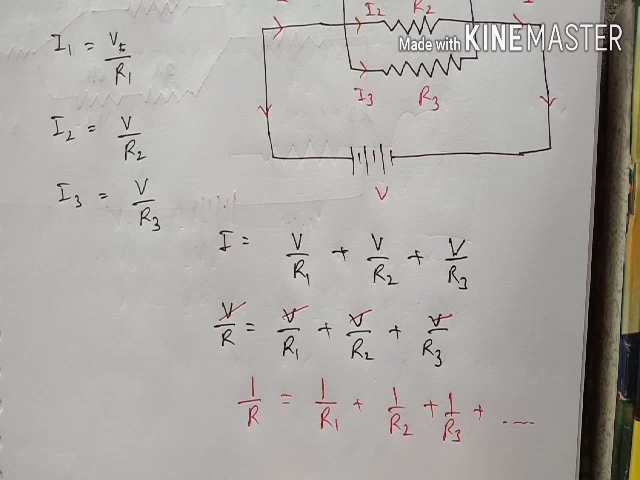 I I
I₂ R₂
Made with KINEMASTER
I₁ = V/R₁
I₃ R₃
I₂ = V/R₂
V
I₃ = V/R₃
I = V/R₁ + V/R₂ + V/R₃
V/R = V/R₁ + V/R₂ + V/R₃
1/R = 1/R₁ + 1/R₂ + 1/R₃ + ....